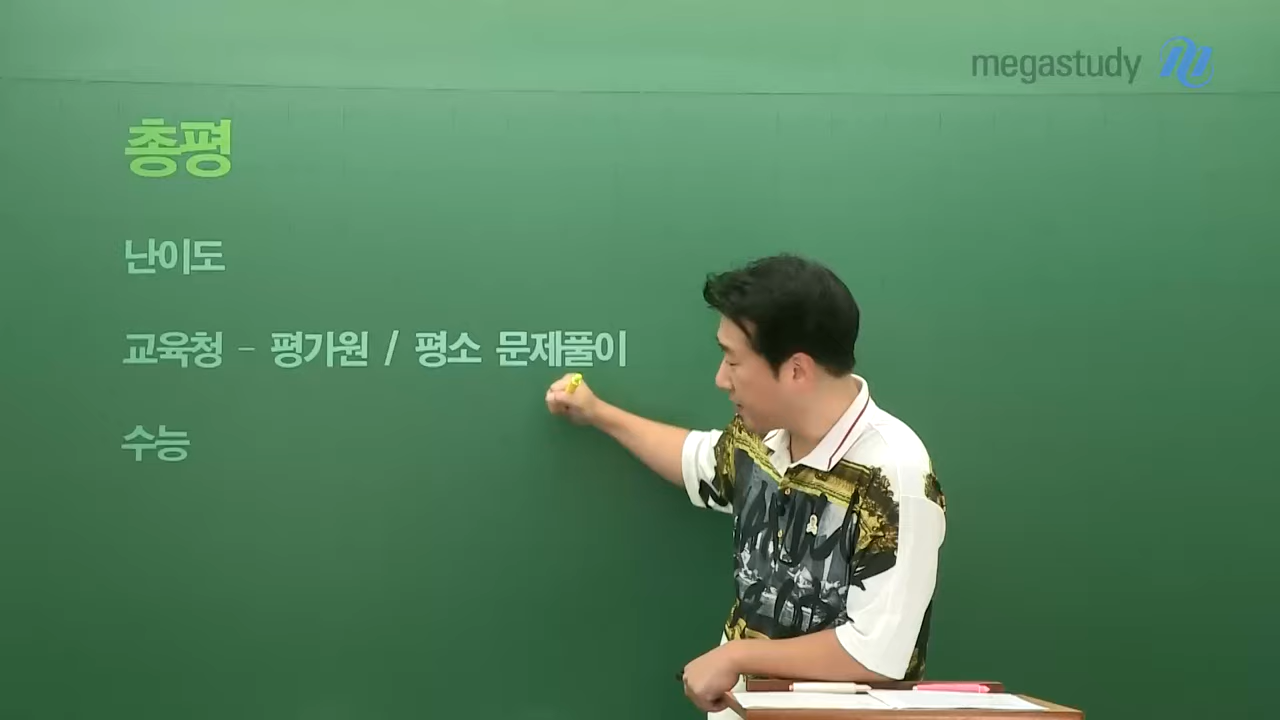 megastudy
총평
난이도
교육청 - 평가원 / 평소 문제풀이
수능